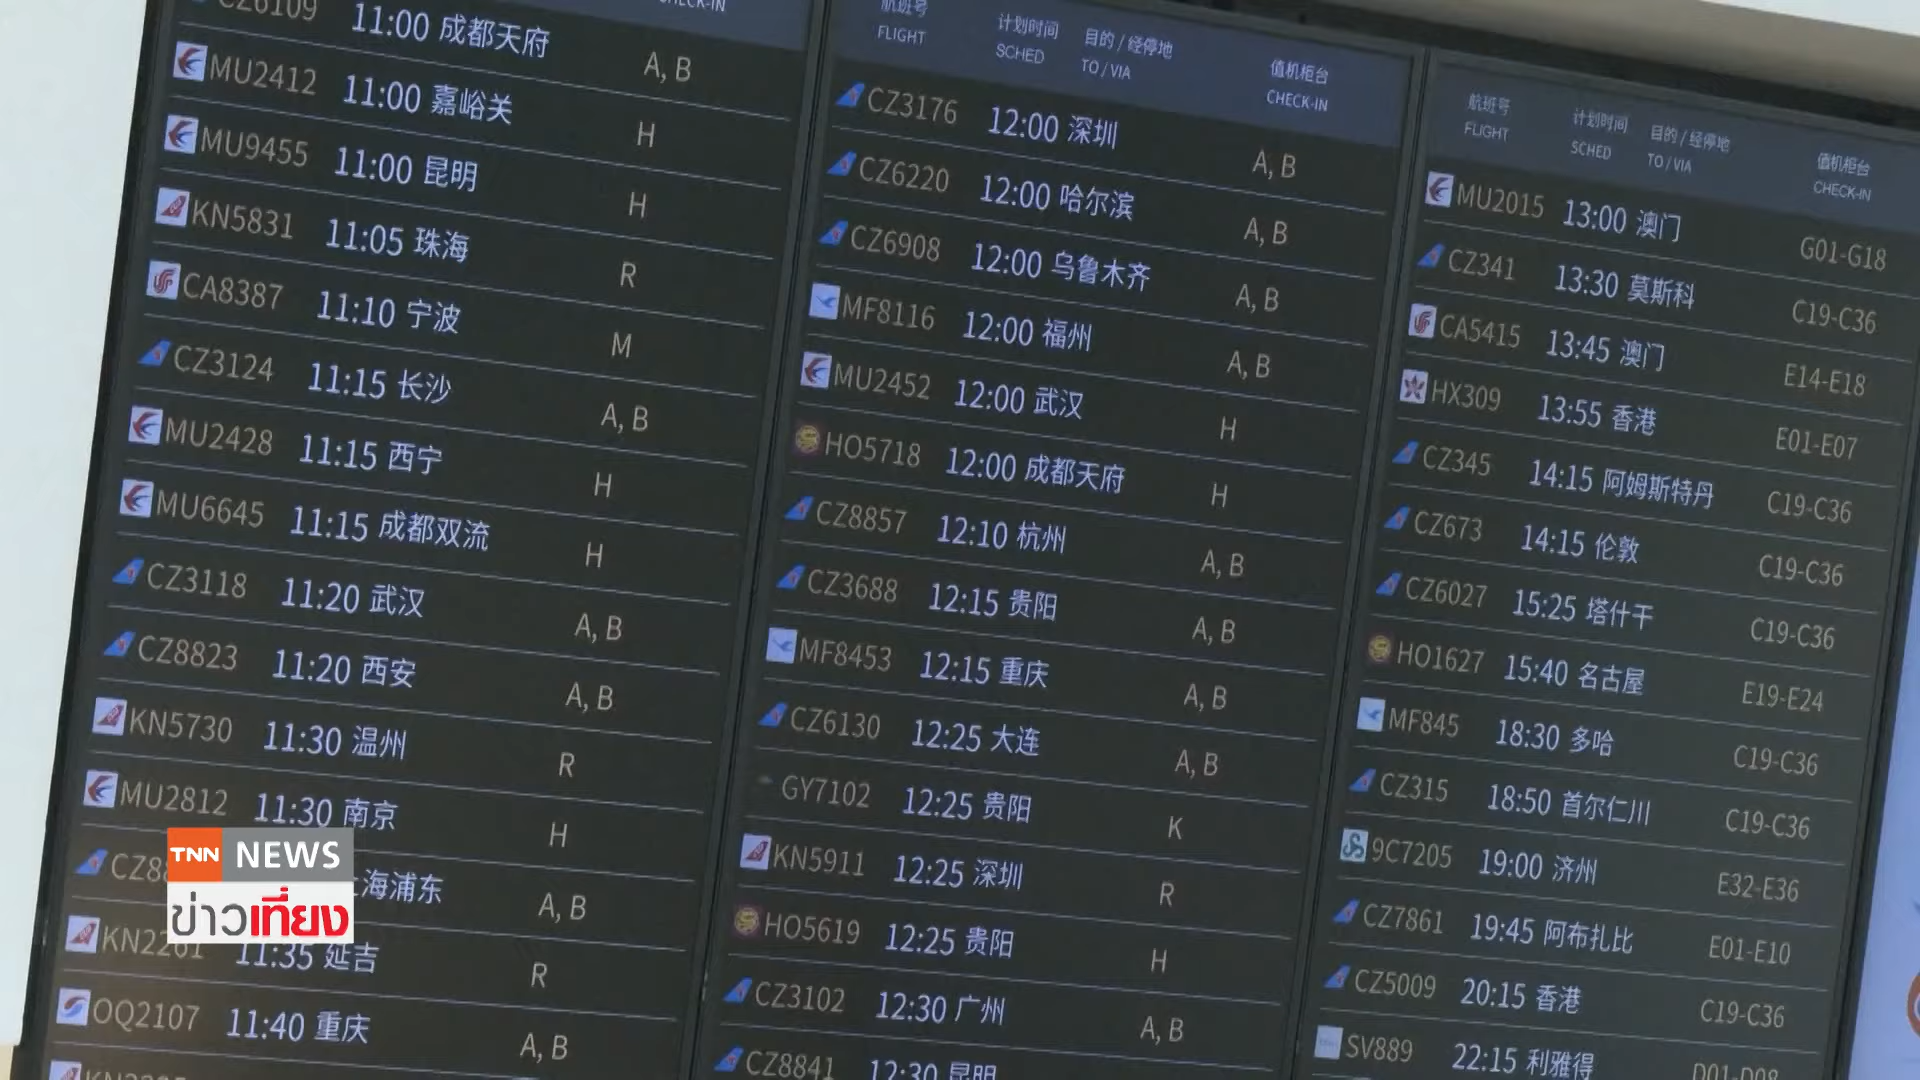 CZ6109 11:00 成都天府 A, B
CHECK-IN
MU2412 11:00 嘉峪关 H
MU9455 11:00 昆明 H
KN5831 11:05 珠海 R
CA8387 11:10 宁波 M
CZ3124 11:15 长沙 A, B
MU2428 11:15 西宁 H
MU6645 11:15 成都双流 H
CZ3118 11:20 武汉 A, B
CZ8823 11:20 西安 A, B
KN5730 11:30 温州 R
MU2812 11:30 南京 H
海浦东 A, B
11:35 延吉 R
OQ2107 11:40 重庆 A, B
航班号 计划时间 目的 / 经停地 值机柜台
FLIGHT SCHED TO / VIA CHECK-IN
CZ3176 12:00 深圳 A, B
CZ6220 12:00 哈尔滨 A, B
CZ6908 12:00 乌鲁木齐 A, B
MF8116 12:00 福州 A, B
MU2452 12:00 武汉 H
HO5718 12:00 成都天府 H
CZ8857 12:10 杭州 A, B
CZ3688 12:15 贵阳 A, B
MF8453 12:15 重庆 A, B
CZ6130 12:25 大连 A, B
GY7102 12:25 贵阳 K
KN5911 12:25 深圳 R
HO5619 12:25 贵阳 H
CZ3102 12:30 广州 A, B
CZ8841 12:30 昆明
航班号 计划时间 目的 / 经停地 值机柜台
FLIGHT SCHED TO / VIA CHECK-IN
MU2015 13:00 澳门 G01-G18
CZ341 13:30 莫斯科 C19-C36
CA5415 13:45 澳门 E14-E18
HX309 13:55 香港 E01-E07
CZ345 14:15 阿姆斯特丹 C19-C36
CZ673 14:15 伦敦 C19-C36
CZ6027 15:25 塔什干 C19-C36
HO1627 15:40 名古屋 E19-E24
MF845 18:30 多哈 C19-C36
CZ315 18:50 首尔仁川 C19-C36
9C7205 19:00 济州 E32-E36
CZ7861 19:45 阿布扎比 E01-E10
CZ5009 20:15 香港 C19-C36
SV889 22:15 利雅得 D01-D08
TNN NEWS
ข่าวเที่ยง